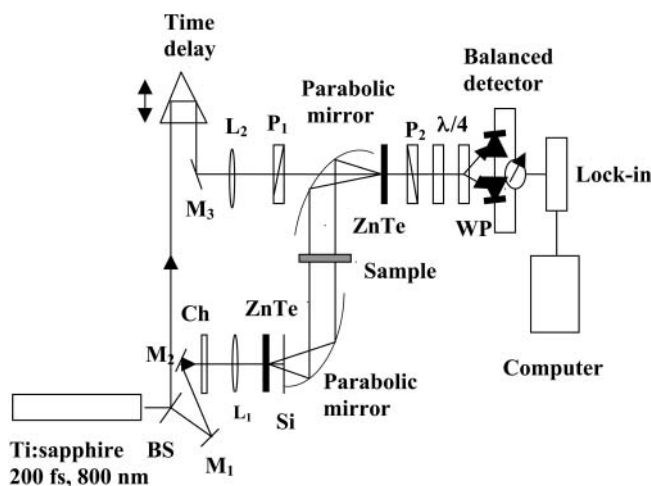 Time
delay
Balanced
detector
Parabolic
mirror
L2
P1
P2
λ/4
M3
ZnTe
WP
Lock-in
Sample
ZnTe
Ch
M2
L1
Si
Parabolic
mirror
Computer
Ti:sapphire
200 fs, 800 nm
BS
M1